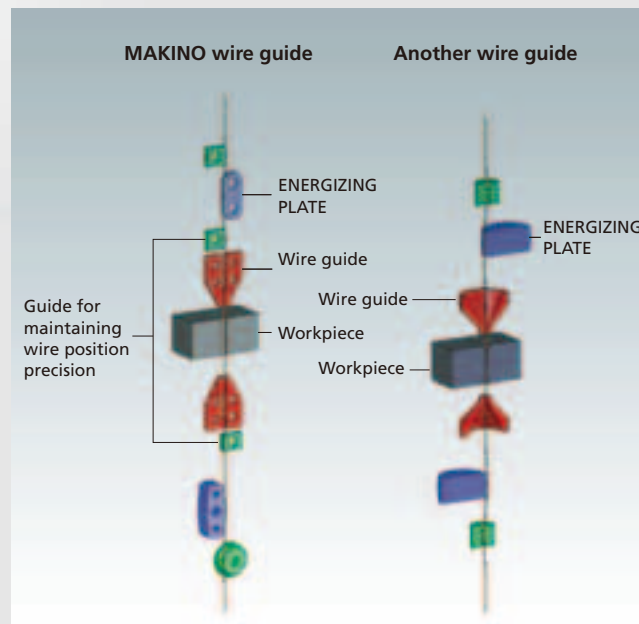 MAKINO wire guide
ENERGIZING
PLATE
Wire guide
Guide for
maintaining
wire position
precision
Workpiece
Another wire guide
ENERGIZING
PLATE
Wire guide
Workpiece